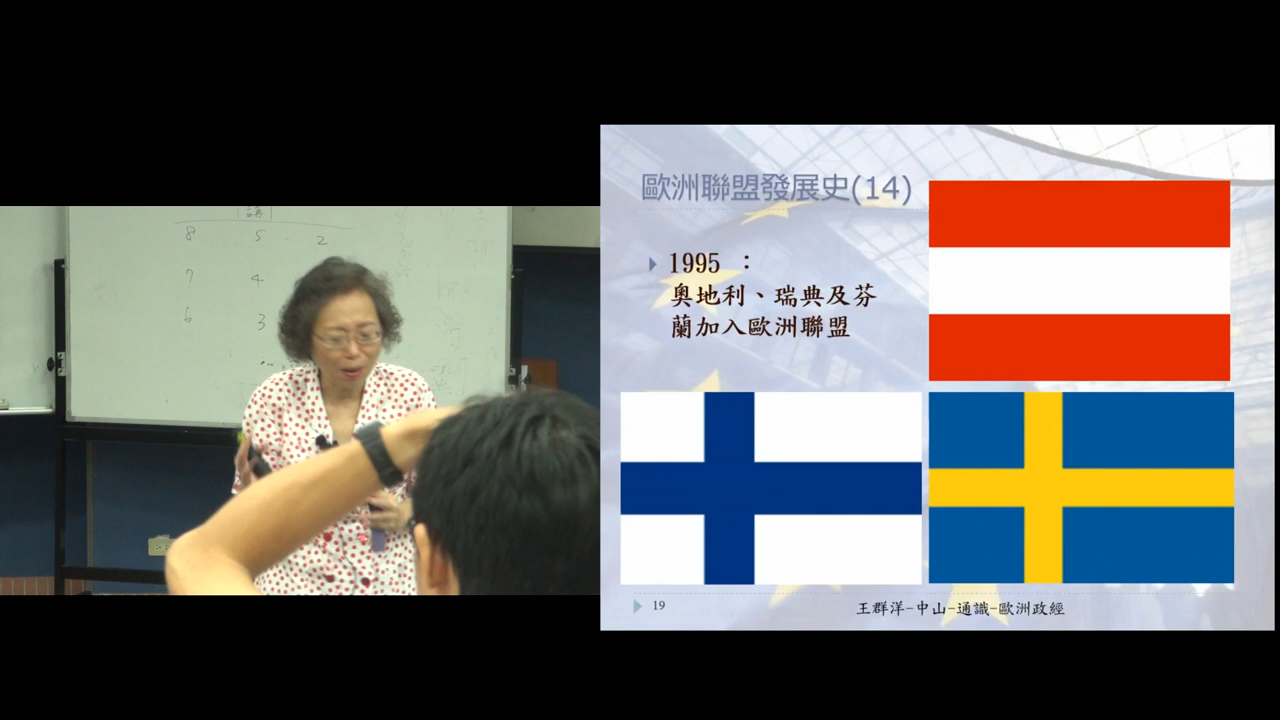 講
8 5 2
7 4
6 3
歐洲聯盟發展史(14)
1995 ：
奧地利、瑞典及芬
蘭加入歐洲聯盟
19
王群洋-中山-通識-歐洲政經